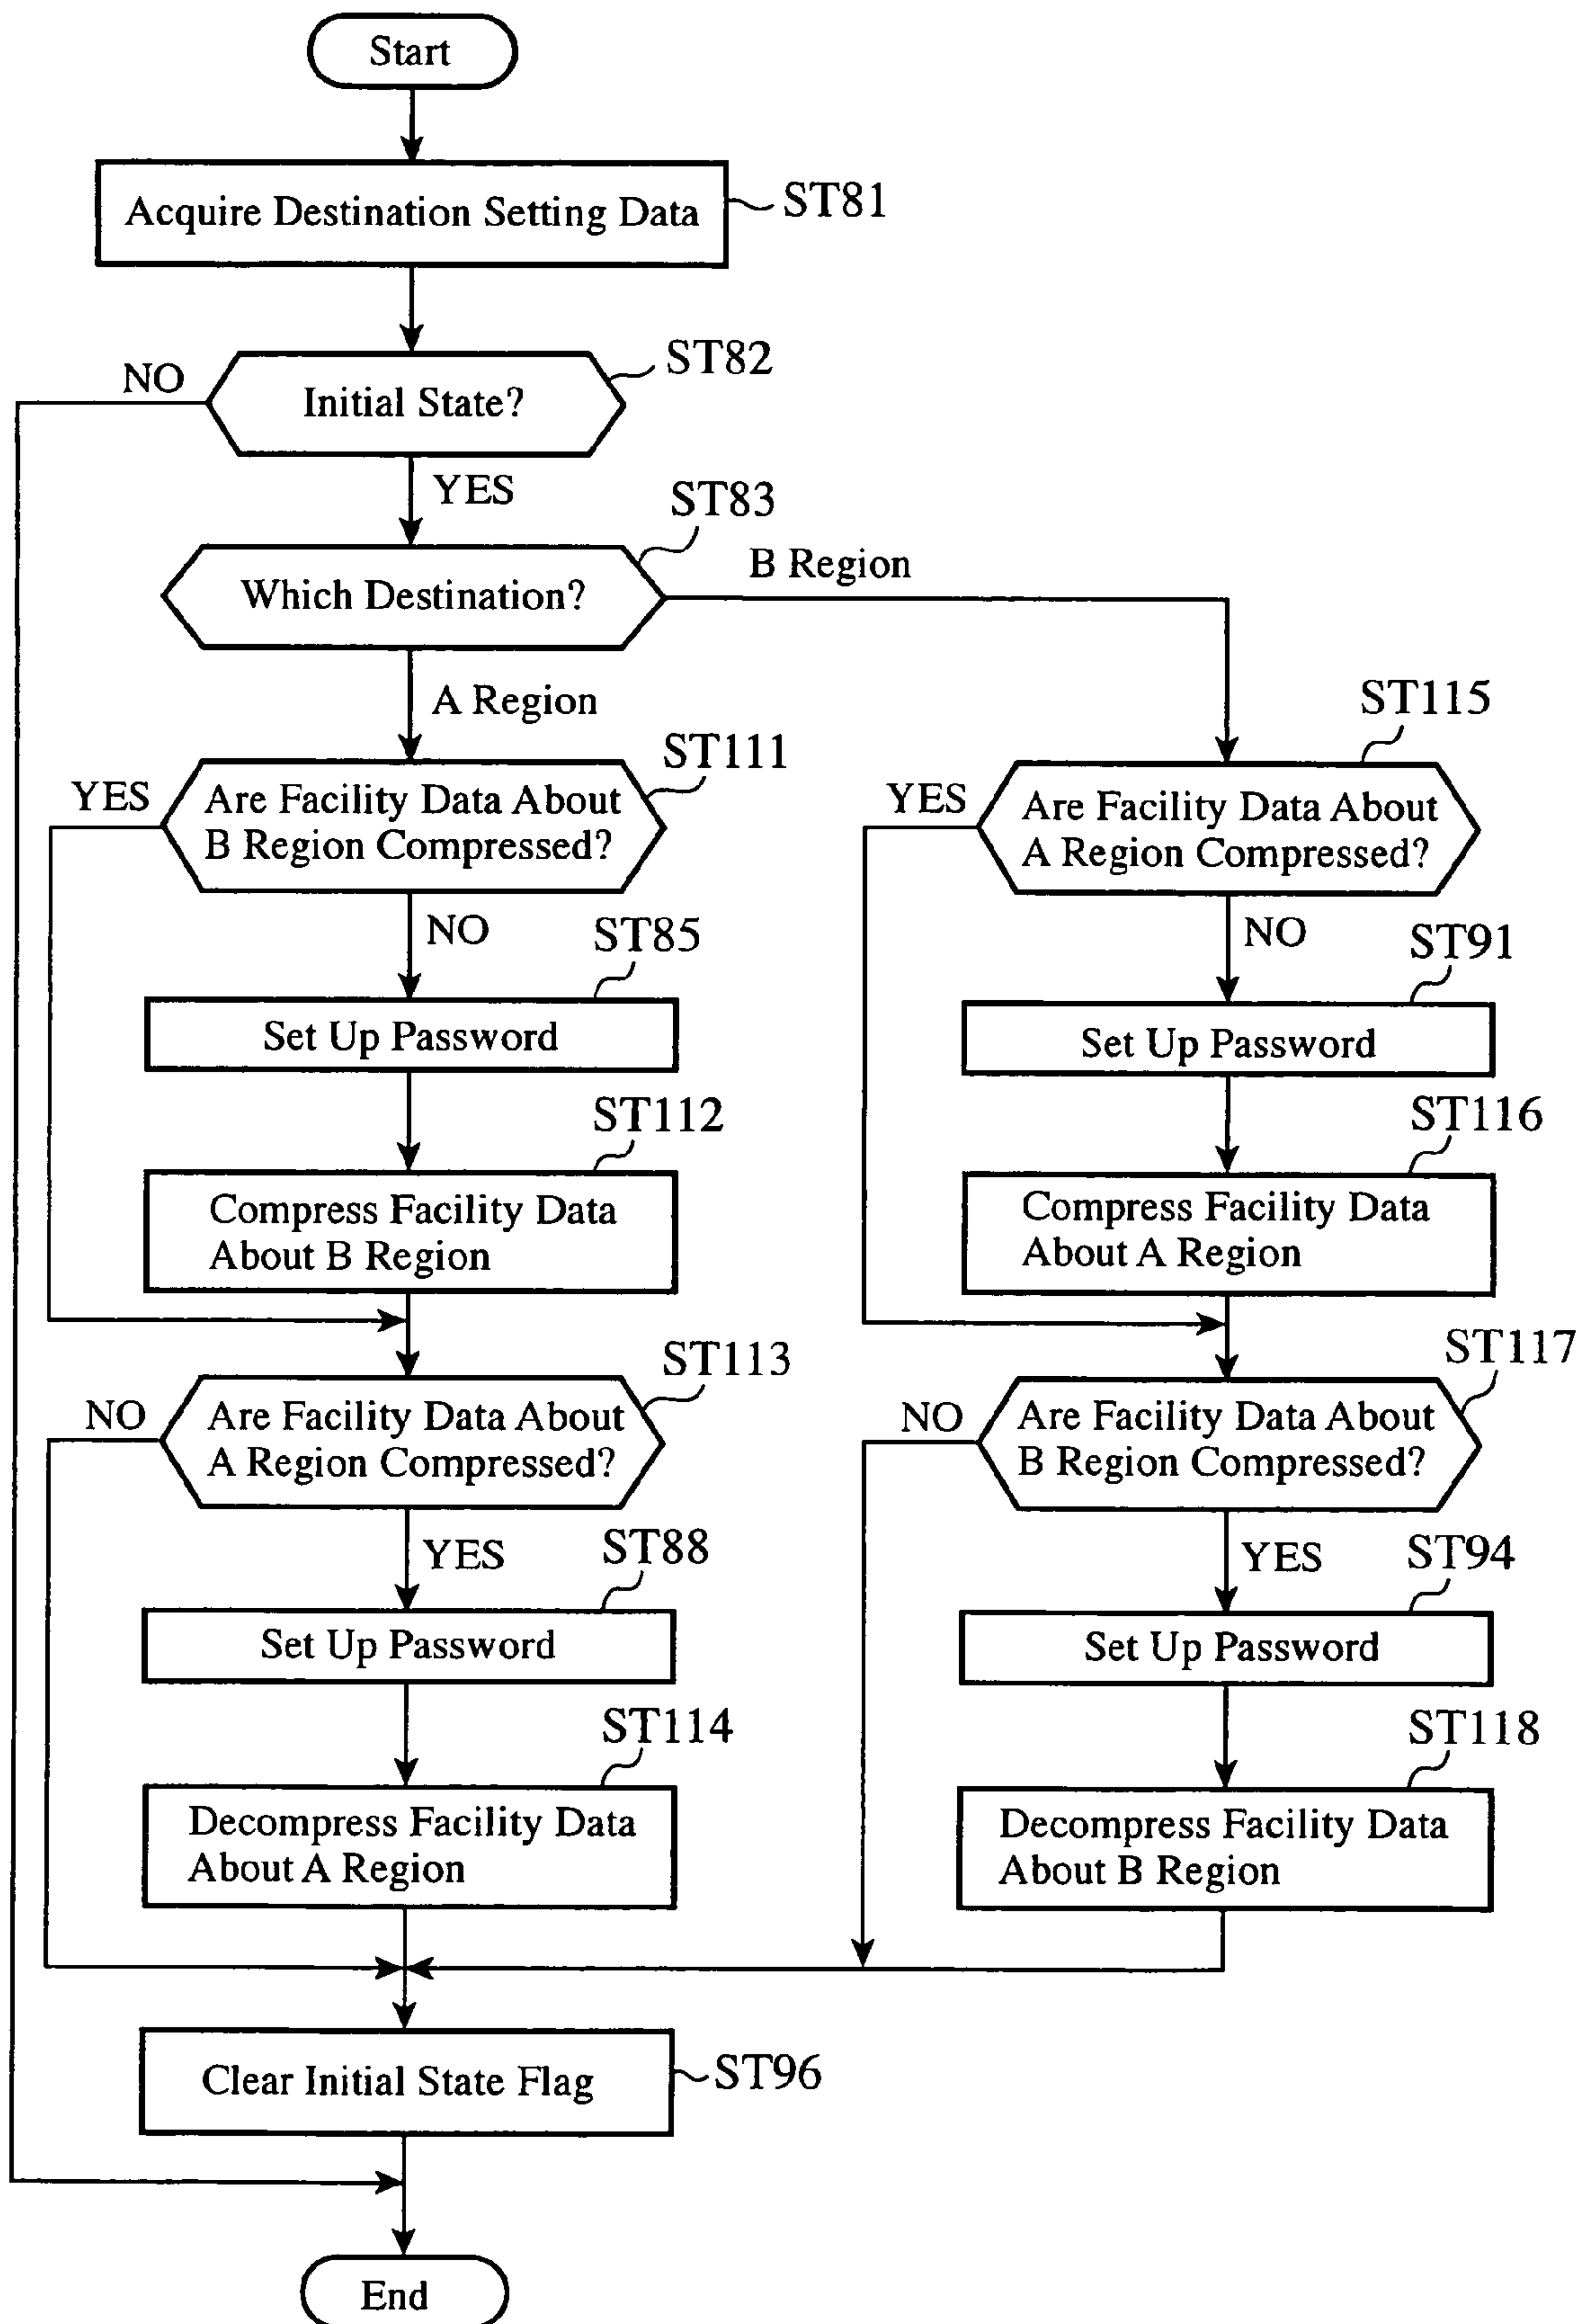 Start
Acquire Destination Setting Data
ST81
ST82
NO
Initial State?
YES
ST83
B Region
Which Destination?
A Region
ST111
YES
Are Facility Data About
B Region Compressed?
NO
ST85
Set Up Password
ST112
Compress Facility Data
About B Region
ST113
NO
Are Facility Data About
A Region Compressed?
YES
ST88
Set Up Password
ST114
Decompress Facility Data
About A Region
ST115
YES
Are Facility Data About
A Region Compressed?
NO
ST91
Set Up Password
ST116
Compress Facility Data
About A Region
ST117
NO
Are Facility Data About
B Region Compressed?
YES
ST94
Set Up Password
ST118
Decompress Facility Data
About B Region
Clear Initial State Flag
ST96
End